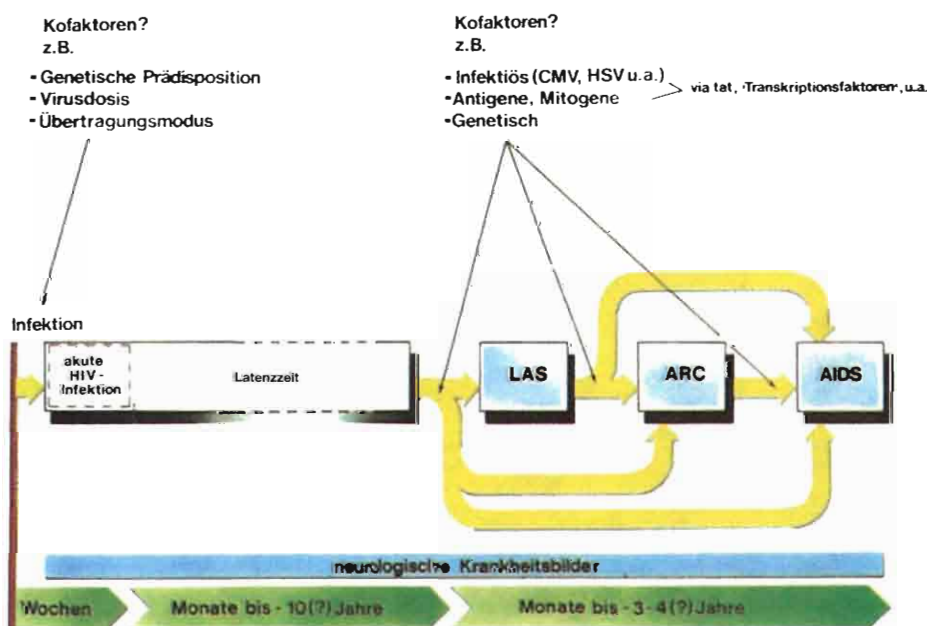 Kofaktoren?
z.B.
- Genetische Prädisposition
- Virusdosis
- Übertragungsmodus
Kofaktoren?
z.B.
- Infektiös (CMV, HSV u.a.)
- Antigene, Mitogene
- Genetisch
via tat, Transkriptionsfaktoren, u.a.
Infektion
akute
HIV-
Infektion
Latenzzeit
LAS
ARC
AIDS
neurologische Krankheitsbilder
Wochen
Monate bis - 10(?) Jahre
Monate bis - 3-4(?) Jahre